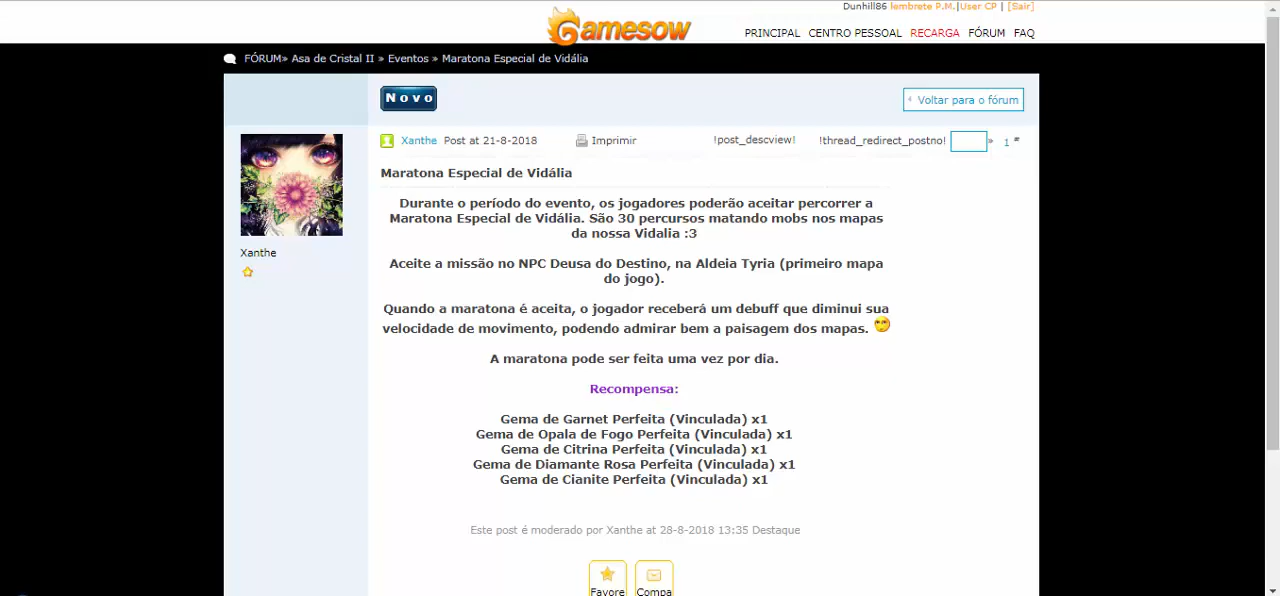 Dunhill86 lembrete P.M.|User CP | [Sair]
Gamesow
PRINCIPAL CENTRO PESSOAL RECARGA FÓRUM FAQ
FÓRUM» Asa de Cristal II » Eventos » Maratona Especial de Vidália
Novo
Voltar para o fórum
Xanthe Post at 21-8-2018 Imprimir !post_descview! !thread_redirect_postno! » 1 #
Maratona Especial de Vidália
Xanthe
Durante o período do evento, os jogadores poderão aceitar percorrer a
Maratona Especial de Vidália. São 30 percursos matando mobs nos mapas
da nossa Vidalia :3
Aceite a missão no NPC Deusa do Destino, na Aldeia Tyria (primeiro mapa
do jogo).
Quando a maratona é aceita, o jogador receberá um debuff que diminui sua
velocidade de movimento, podendo admirar bem a paisagem dos mapas.
A maratona pode ser feita uma vez por dia.
Recompensa:
Gema de Garnet Perfeita (Vinculada) x1
Gema de Opala de Fogo Perfeita (Vinculada) x1
Gema de Citrina Perfeita (Vinculada) x1
Gema de Diamante Rosa Perfeita (Vinculada) x1
Gema de Cianite Perfeita (Vinculada) x1
Este post é moderado por Xanthe at 28-8-2018 13:35 Destaque
Favore Compa